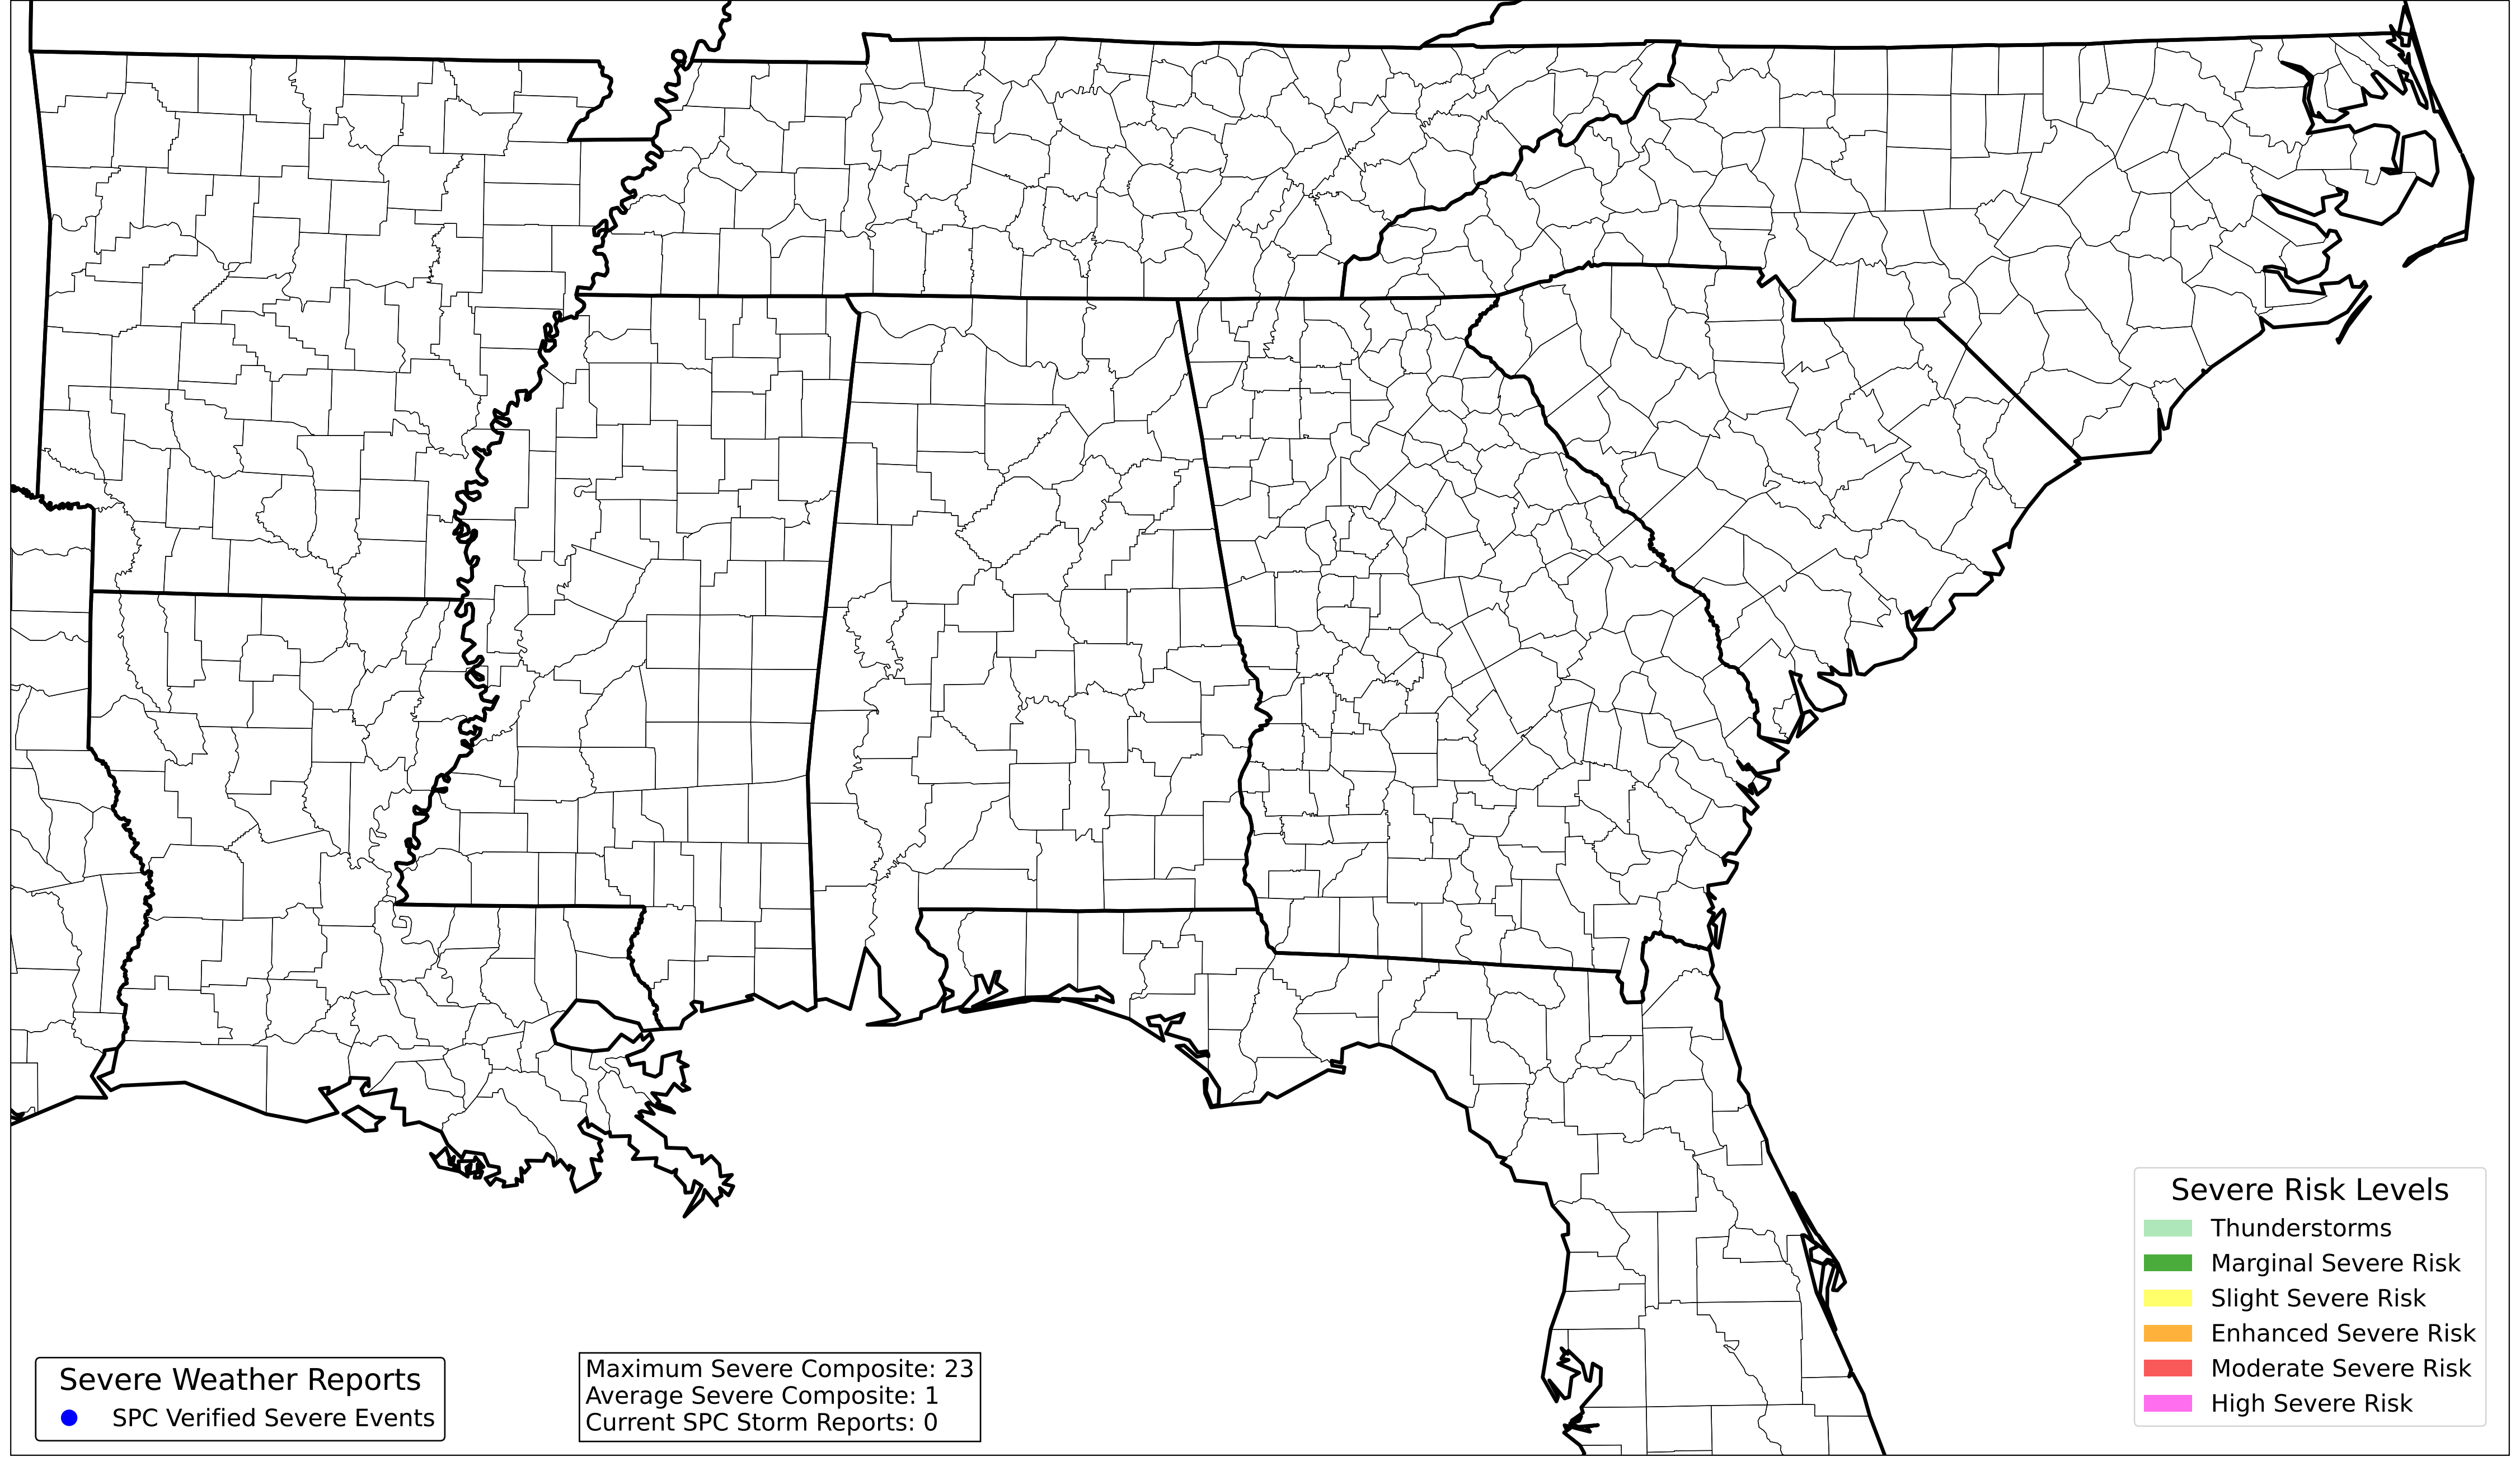 Severe Risk Levels
Thunderstorms
Marginal Severe Risk
Slight Severe Risk
Enhanced Severe Risk
Moderate Severe Risk
High Severe Risk
Severe Weather Reports
SPC Verified Severe Events
Maximum Severe Composite: 23
Average Severe Composite: 1
Current SPC Storm Reports: 0